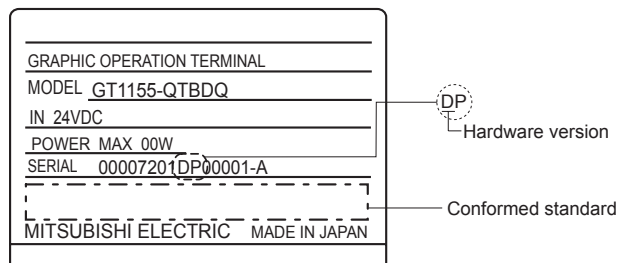 GRAPHIC OPERATION TERMINAL
MODEL GT1155-QTBDQ
IN 24VDC
POWER MAX 00W
SERIAL 00007201DP00001-A
MITSUBISHI ELECTRIC MADE IN JAPAN
DP
Hardware version
Conformed standard